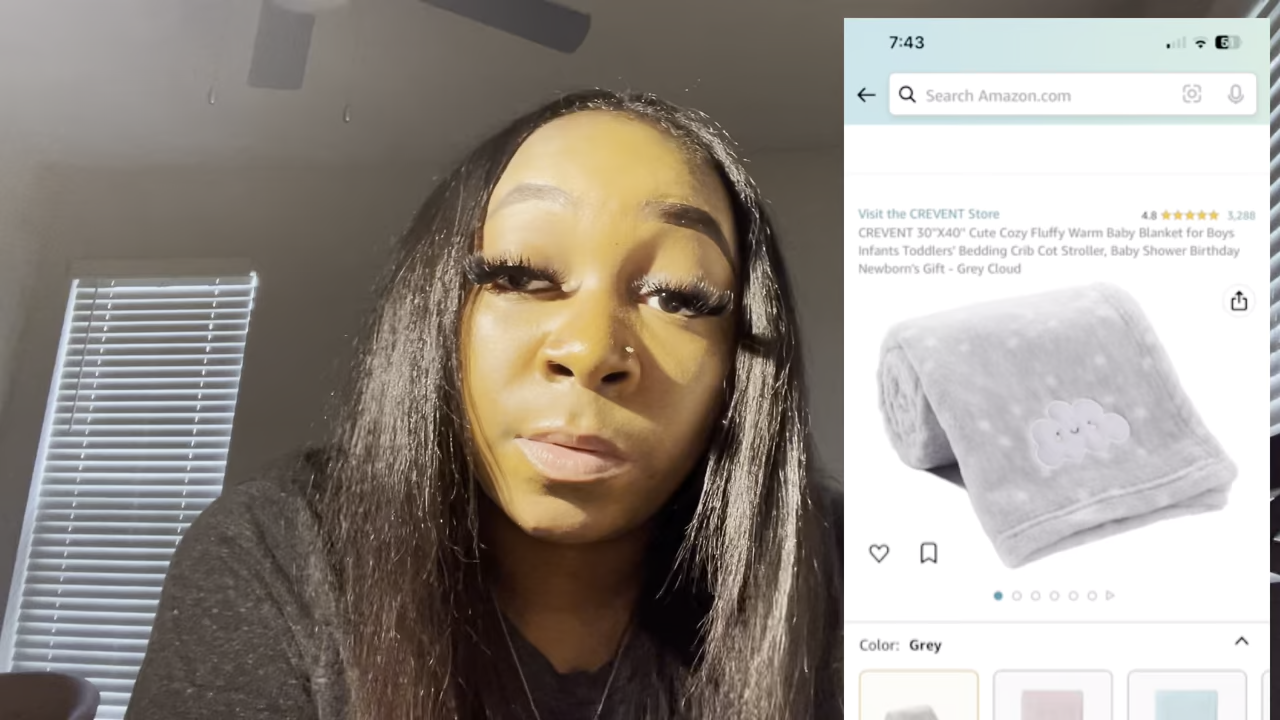 7:43
Search Amazon.com
Visit the CREVENT Store
4.8 3,288
CREVENT 30"X40" Cute Cozy Fluffy Warm Baby Blanket for Boys
Infants Toddlers' Bedding Crib Cot Stroller, Baby Shower Birthday
Newborn's Gift - Grey Cloud
Color: Grey